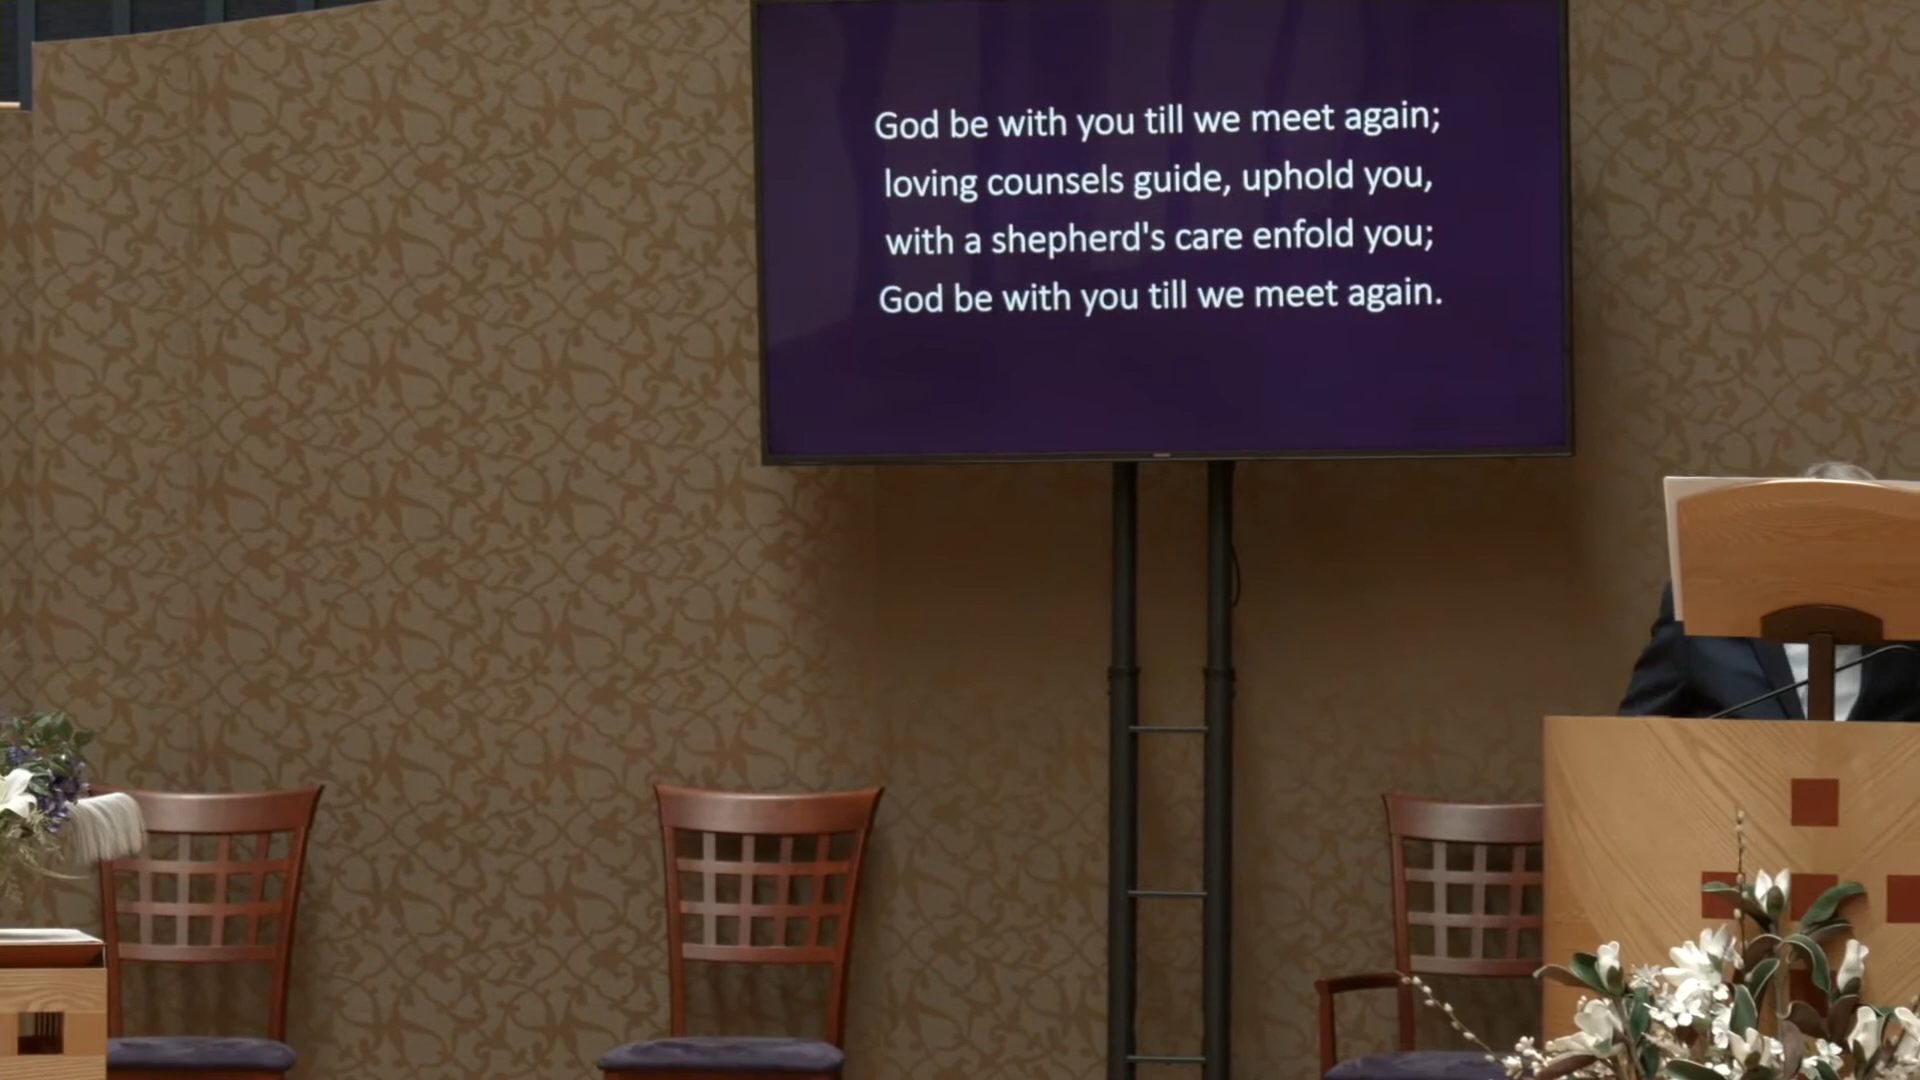 God be with you till we meet again;
loving counsels guide, uphold you,
with a shepherd's care enfold you;
God be with you till we meet again.